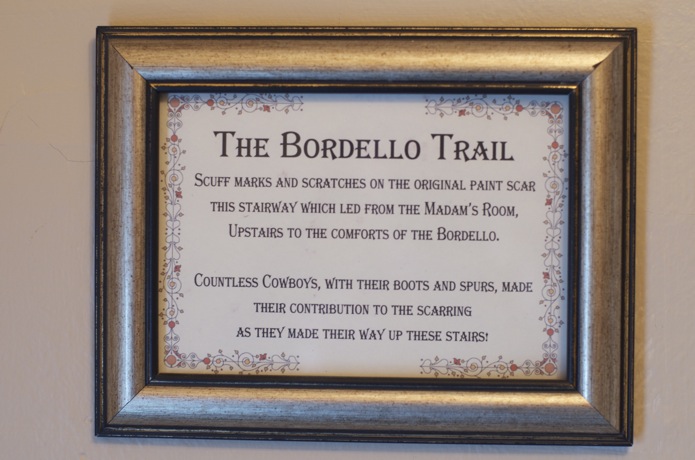 The Bordello Trail
Scuff marks and scratches on the original paint scar
this stairway which led from the Madam's Room,
Upstairs to the comforts of the Bordello.
Countless Cowboys, with their boots and spurs, made
their contribution to the scarring
as they made their way up these stairs!